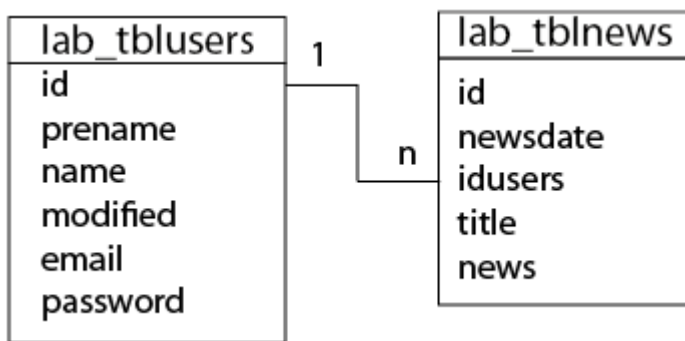 lab_tblusers
id
prename
name
modified
email
password
1
n
lab_tblnews
id
newsdate
idusers
title
news